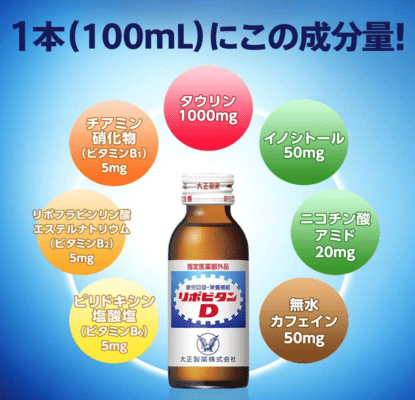 1本(100mL)にこの成分量!
タウリン
1000mg
チアミン
硝化物
(ビタミンB₁)
5mg
イノシトール
50mg
リボフラビンリン酸
エステルナトリウム
(ビタミンB₂)
5mg
ニコチン酸
アミド
20mg
ピリドキシン
塩酸塩
(ビタミンB₆)
5mg
無水
カフェイン
50mg
大正製薬
指定医薬部外品
疲労回復・栄養補給
リポビタン
D
大正製薬株式会社